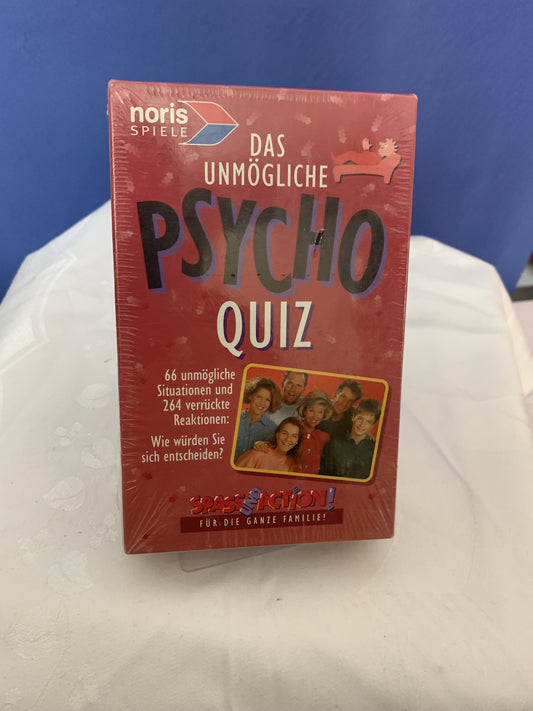 noris
SPIELE
DAS
UNMÖGLICHE
PSYCHO
QUIZ
66 unmögliche
Situationen und
264 verrückte
Reaktionen:
Wie würden Sie
sich entscheiden?
SPASS UND ACTION!
FÜR DIE GANZE FAMILIE!